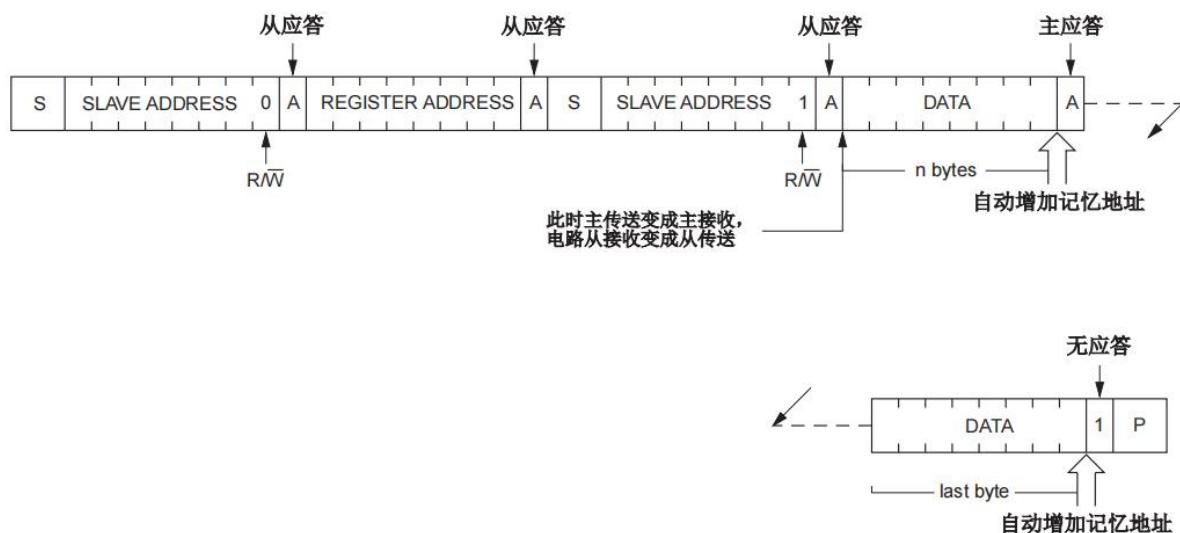 从应答 从应答 从应答 主应答
S SLAVE ADDRESS 0 A REGISTER ADDRESS A S SLAVE ADDRESS 1 A DATA A
R/W̅ R/W̅ n bytes
自动增加记忆地址
此时主传送变成主接收，
电路从接收变成从传送
无应答
DATA 1 P
last byte
自动增加记忆地址